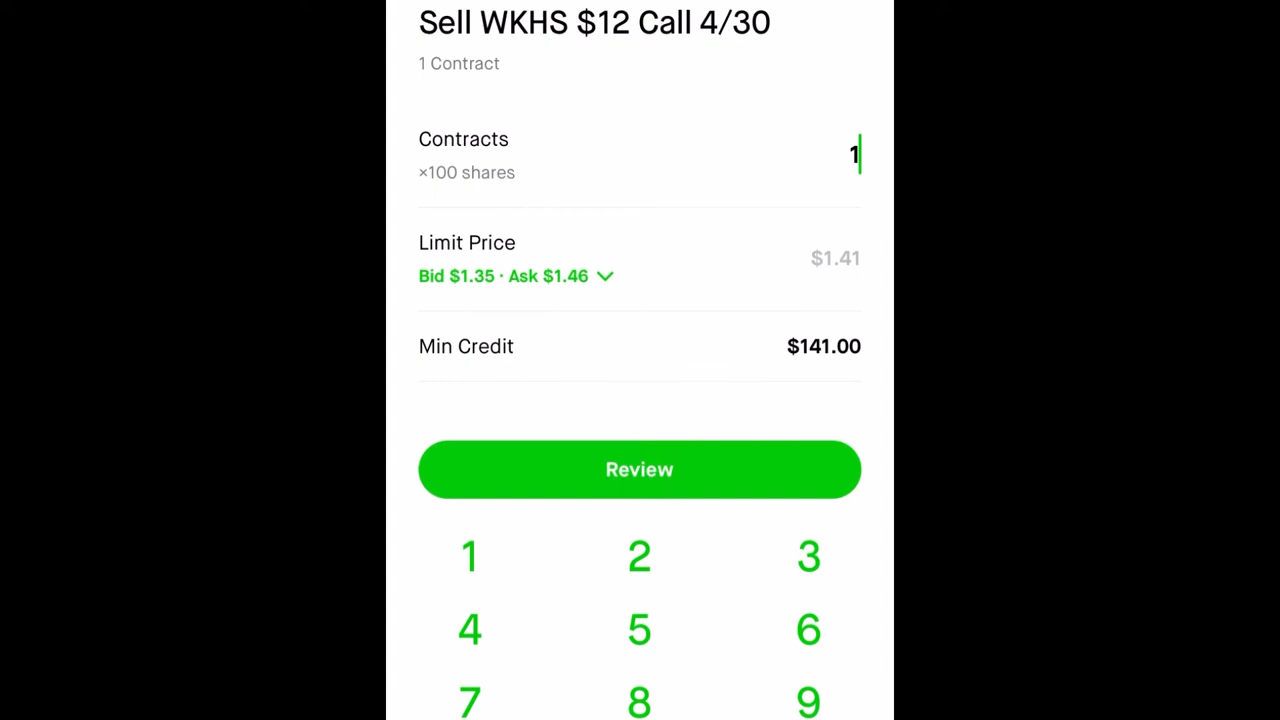 Sell WKHS $12 Call 4/30
1 Contract
Contracts
×100 shares
1
Limit Price
Bid $1.35 · Ask $1.46
$1.41
Min Credit
$141.00
Review
1 2 3
4 5 6
7 8 9